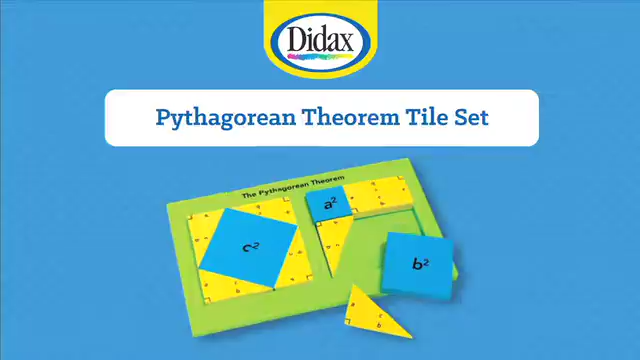 Didax
Pythagorean Theorem Tile Set
The Pythagorean Theorem
c²
a²
b²
a
c
b